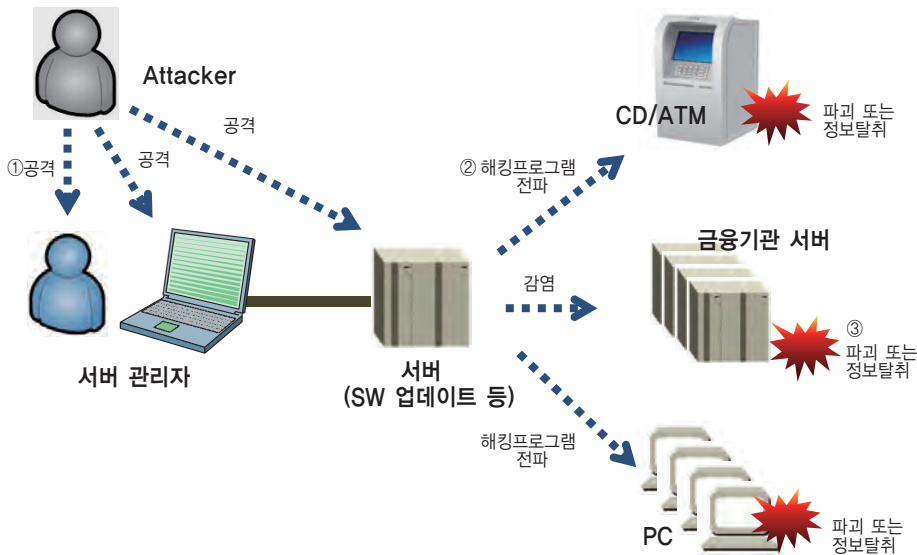 Attacker
①공격
공격
공격
서버 관리자
서버
(SW 업데이트 등)
② 해킹프로그램
전파
감염
해킹프로그램
전파
CD/ATM
파괴 또는
정보탈취
금융기관 서버
③
파괴 또는
정보탈취
PC
파괴 또는
정보탈취